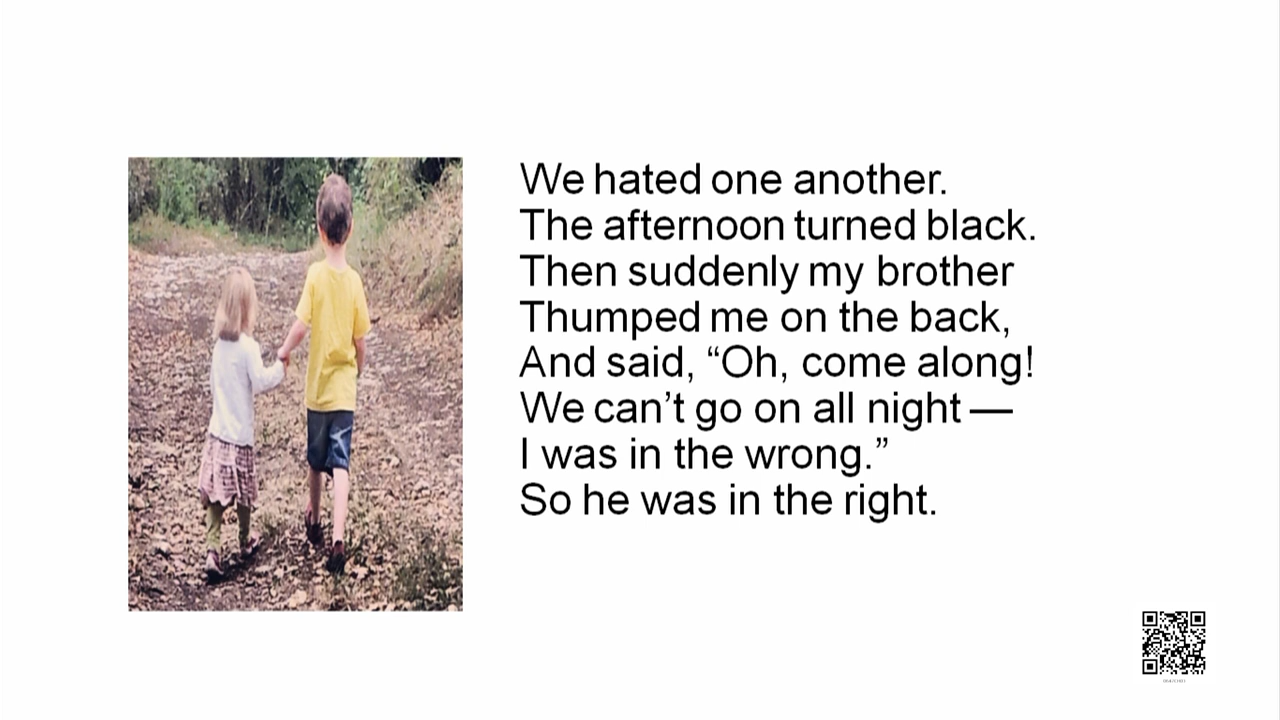 We hated one another.
The afternoon turned black.
Then suddenly my brother
Thumped me on the back,
And said, “Oh, come along!
We can’t go on all night —
I was in the wrong.”
So he was in the right.